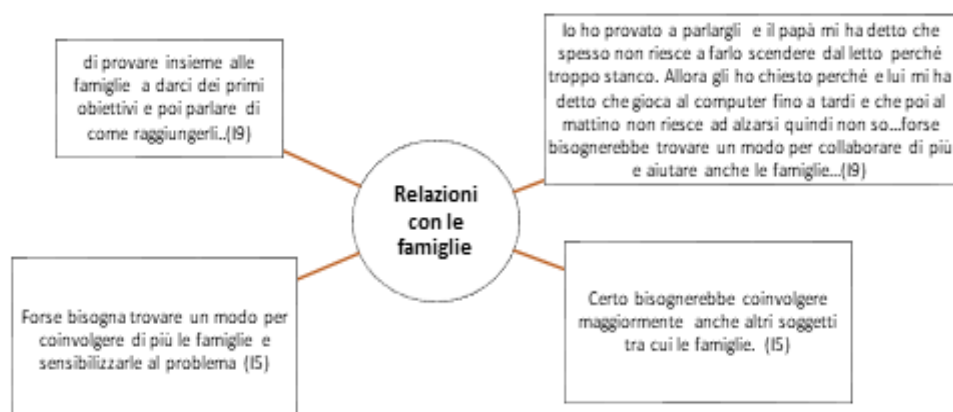 di provare insieme alle
famiglie a darci dei primi
obiettivi e poi parlare di
come raggiungerli..(I9)
Io ho provato a parlargli e il papà mi ha detto che
spesso non riesce a farlo scendere dal letto perché
troppo stanco. Allora gli ho chiesto perché e lui mi ha
detto che gioca al computer fino a tardi e che poi al
mattino non riesce ad alzarsi quindi non so...forse
bisognerebbe trovare un modo per collaborare di più
e aiutare anche le famiglie...(I9)
Relazioni
con le
famiglie
Forse bisogna trovare un modo per
coinvolgere di più le famiglie e
sensibilizzarle al problema (I5)
Certo bisognerebbe coinvolgere
maggiormente anche altri soggetti
tra cui le famiglie. (I5)